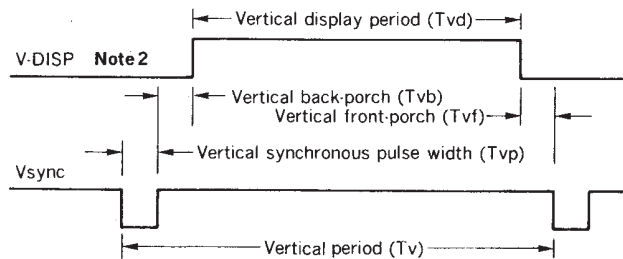 Vertical display period (Tvd)
V-DISP Note 2
Vertical back-porch (Tvb)
Vertical front-porch (Tvf)
Vertical synchronous pulse width (Tvp)
Vsync
Vertical period (Tv)